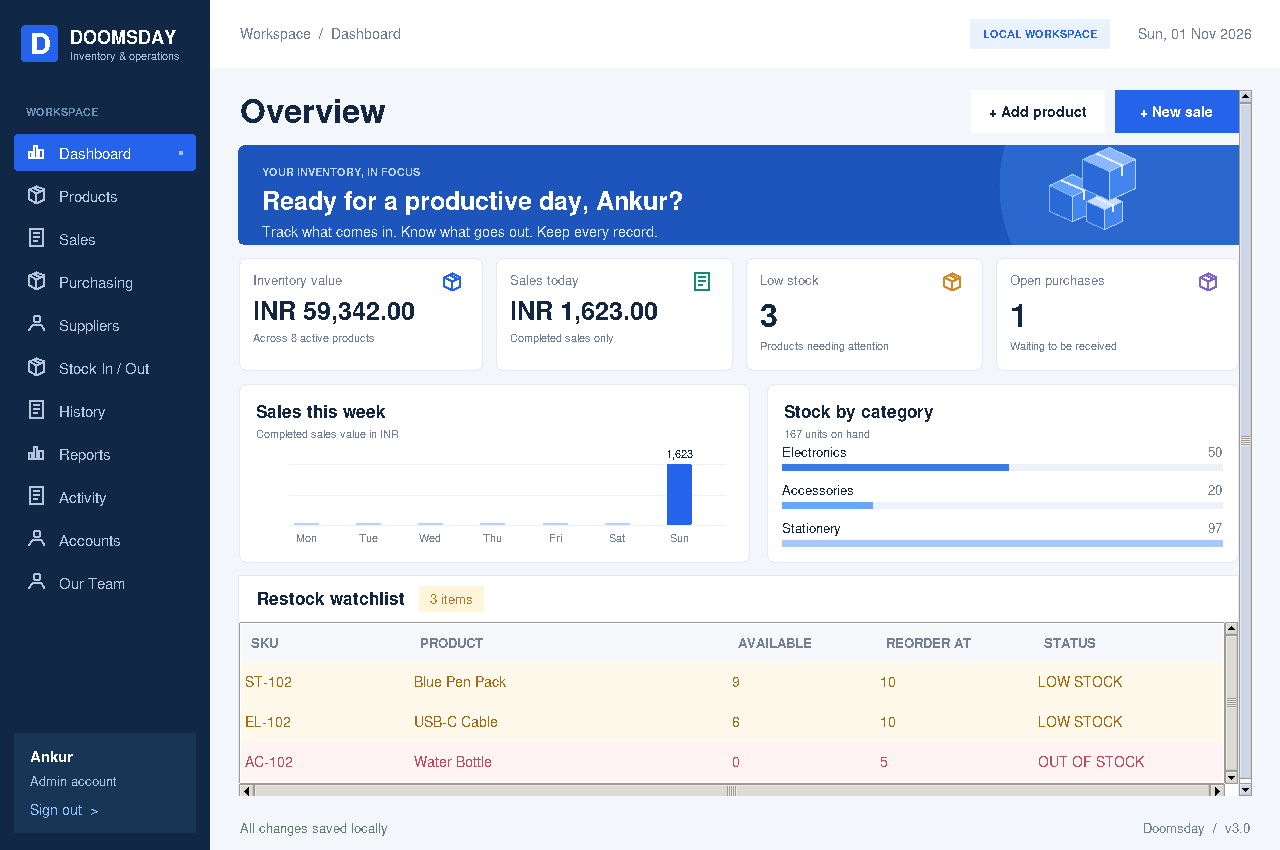 D
DOOMSDAY
Inventory & operations
WORKSPACE
Dashboard
Products
Sales
Purchasing
Suppliers
Stock In / Out
History
Reports
Activity
Accounts
Our Team
Ankur
Admin account
Sign out >
Workspace / Dashboard
LOCAL WORKSPACE
Sun, 01 Nov 2026
Overview
+ Add product
+ New sale
YOUR INVENTORY, IN FOCUS
Ready for a productive day, Ankur?
Track what comes in. Know what goes out. Keep every record.
Inventory value
INR 59,342.00
Across 8 active products
Sales today
INR 1,623.00
Completed sales only
Low stock
3
Products needing attention
Open purchases
1
Waiting to be received
Sales this week
Completed sales value in INR
1,623
Mon Tue Wed Thu Fri Sat Sun
Stock by category
167 units on hand
Electronics 50
Accessories 20
Stationery 97
Restock watchlist 3 items
SKU PRODUCT AVAILABLE REORDER AT STATUS
ST-102 Blue Pen Pack 9 10 LOW STOCK
EL-102 USB-C Cable 6 10 LOW STOCK
AC-102 Water Bottle 0 5 OUT OF STOCK
All changes saved locally
Doomsday / v3.0